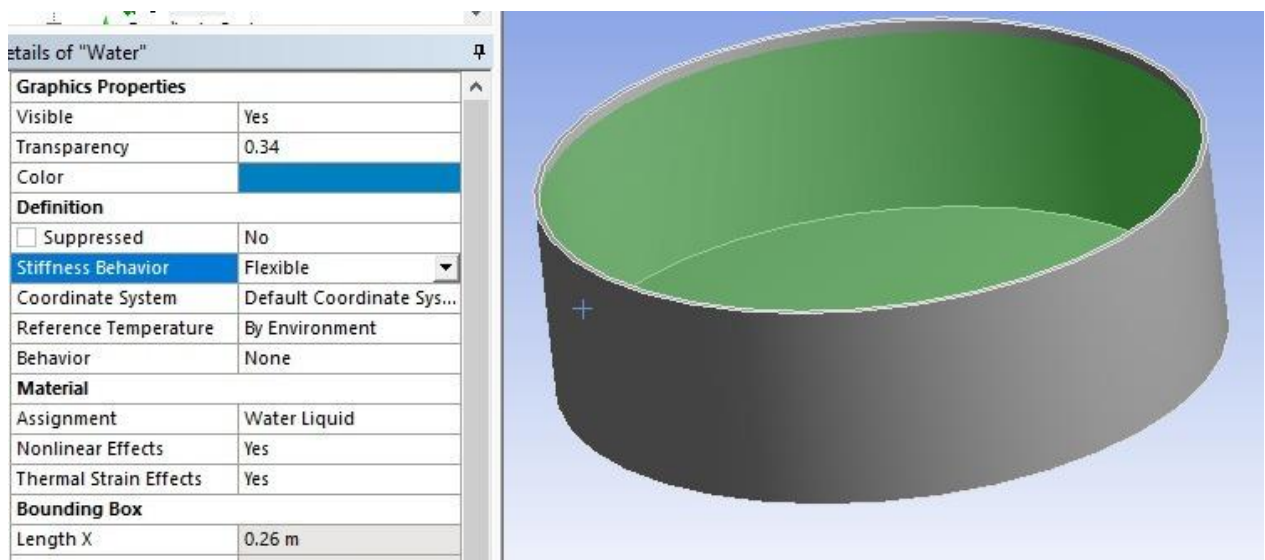 etails of "Water"
Graphics Properties
Visible Yes
Transparency 0.34
Color
Definition
Suppressed No
Stiffness Behavior Flexible
Coordinate System Default Coordinate Sys...
Reference Temperature By Environment
Behavior None
Material
Assignment Water Liquid
Nonlinear Effects Yes
Thermal Strain Effects Yes
Bounding Box
Length X 0.26 m